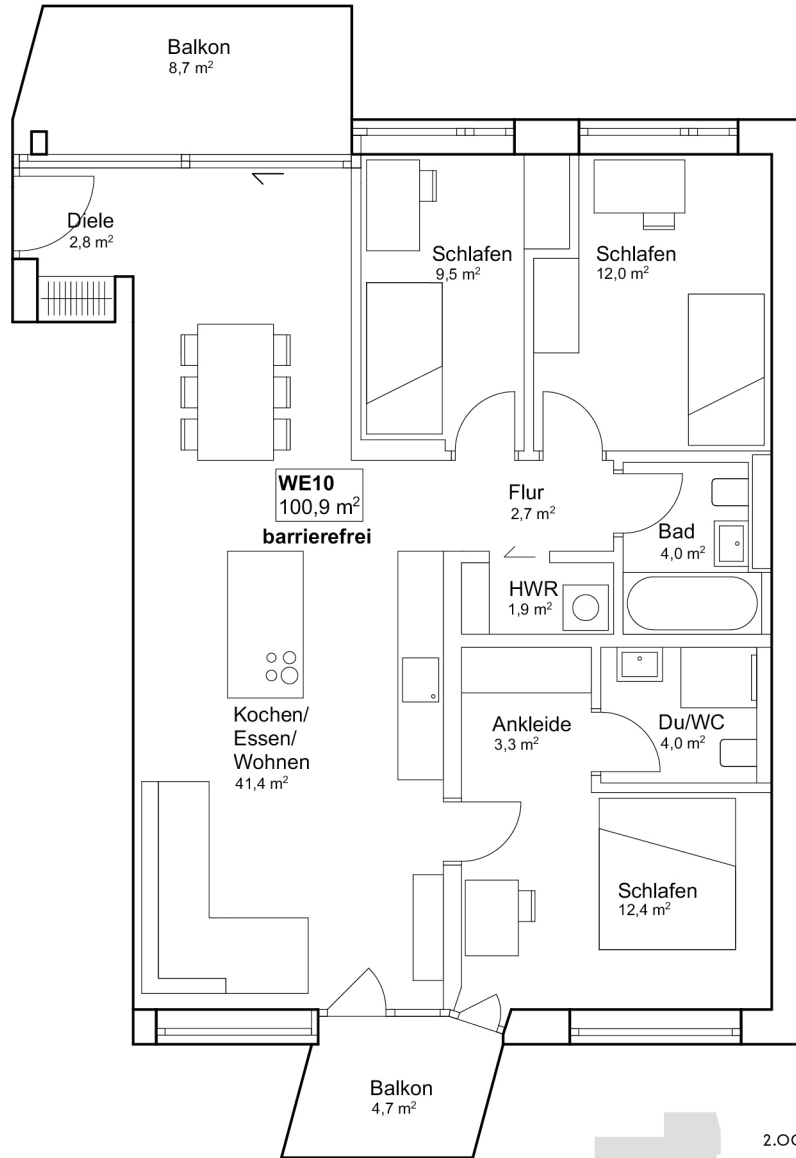 Balkon
8,7 m²
Diele
2,8 m²
Schlafen
9,5 m²
Schlafen
12,0 m²
WE10
100,9 m²
barrierefrei
Flur
2,7 m²
Bad
4,0 m²
HWR
1,9 m²
Kochen/
Essen/
Wohnen
41,4 m²
Ankleide
3,3 m²
Du/WC
4,0 m²
Schlafen
12,4 m²
Balkon
4,7 m²